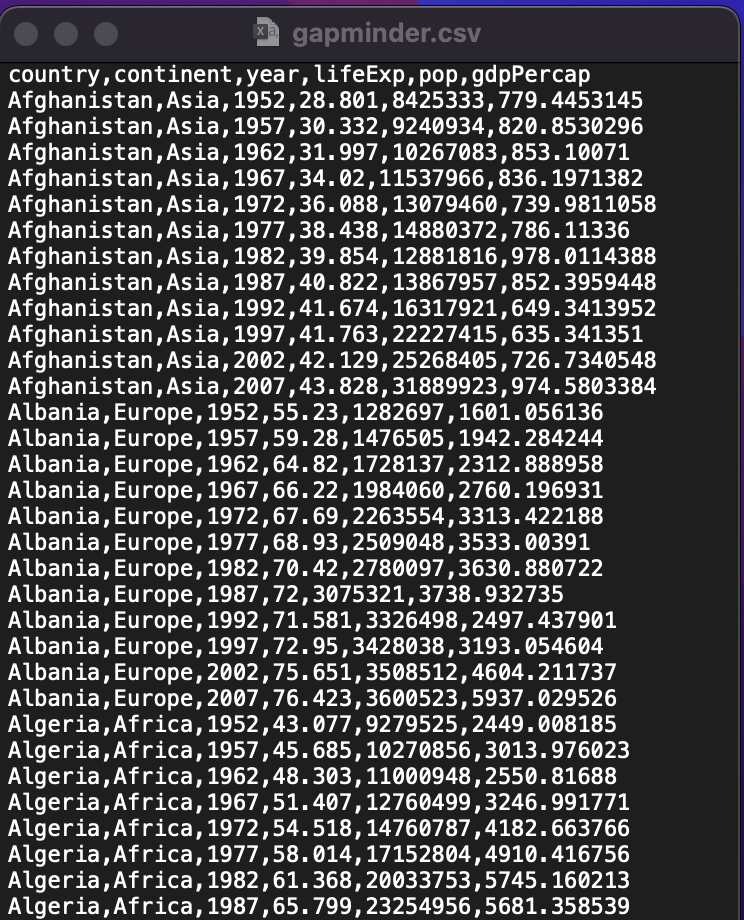 gapminder.csv
country,continent,year,lifeExp,pop,gdpPercap
Afghanistan,Asia,1952,28.801,8425333,779.4453145
Afghanistan,Asia,1957,30.332,9240934,820.8530296
Afghanistan,Asia,1962,31.997,10267083,853.10071
Afghanistan,Asia,1967,34.02,11537966,836.1971382
Afghanistan,Asia,1972,36.088,13079460,739.9811058
Afghanistan,Asia,1977,38.438,14880372,786.11336
Afghanistan,Asia,1982,39.854,12881816,978.0114388
Afghanistan,Asia,1987,40.822,13867957,852.3959448
Afghanistan,Asia,1992,41.674,16317921,649.3413952
Afghanistan,Asia,1997,41.763,22227415,635.341351
Afghanistan,Asia,2002,42.129,25268405,726.7340548
Afghanistan,Asia,2007,43.828,31889923,974.5803384
Albania,Europe,1952,55.23,1282697,1601.056136
Albania,Europe,1957,59.28,1476505,1942.284244
Albania,Europe,1962,64.82,1728137,2312.888958
Albania,Europe,1967,66.22,1984060,2760.196931
Albania,Europe,1972,67.69,2263554,3313.422188
Albania,Europe,1977,68.93,2509048,3533.00391
Albania,Europe,1982,70.42,2780097,3630.880722
Albania,Europe,1987,72,3075321,3738.932735
Albania,Europe,1992,71.581,3326498,2497.437901
Albania,Europe,1997,72.95,3428038,3193.054604
Albania,Europe,2002,75.651,3508512,4604.211737
Albania,Europe,2007,76.423,3600523,5937.029526
Algeria,Africa,1952,43.077,9279525,2449.008185
Algeria,Africa,1957,45.685,10270856,3013.976023
Algeria,Africa,1962,48.303,11000948,2550.81688
Algeria,Africa,1967,51.407,12760499,3246.991771
Algeria,Africa,1972,54.518,14760787,4182.663766
Algeria,Africa,1977,58.014,17152804,4910.416756
Algeria,Africa,1982,61.368,20033753,5745.160213
Algeria,Africa,1987,65.799,23254956,5681.358539